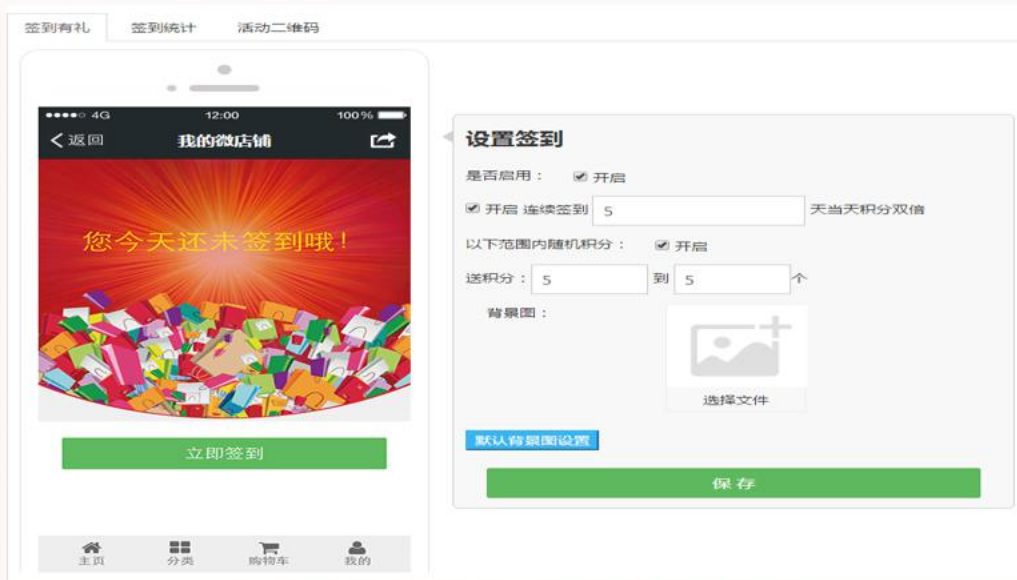 签到有礼 签到统计 活动二维码
4G 12:00 100%
返回 我的微店铺
您今天还未签到哦！
立即签到
主页 分类 购物车 我的
设置签到
是否启用： 开启
开启 连续签到 5 天当天积分双倍
以下范围内随机积分： 开启
送积分： 5 到 5 个
背景图：
选择文件
默认背景图设置
保存